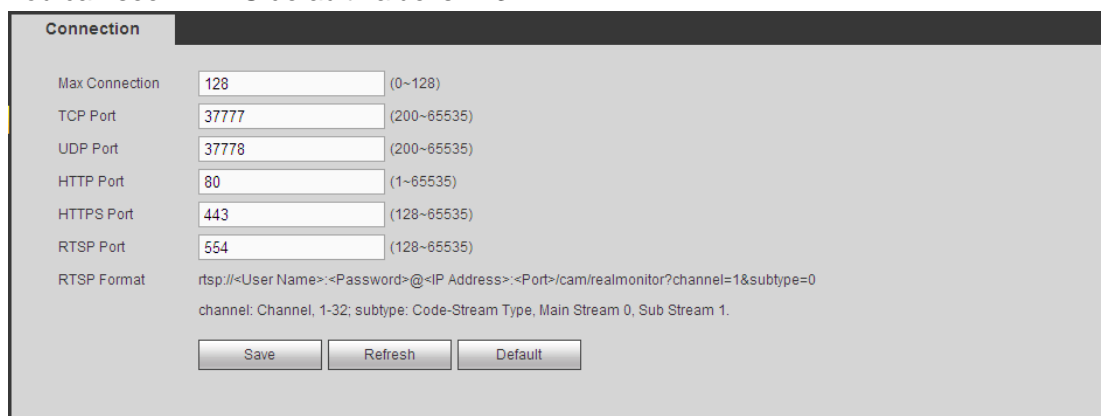 Connection
Max Connection 128 (0~128)
TCP Port 37777 (200~65535)
UDP Port 37778 (200~65535)
HTTP Port 80 (1~65535)
HTTPS Port 443 (128~65535)
RTSP Port 554 (128~65535)
RTSP Format rtsp://<User Name>:<Password>@<IP Address>:<Port>/cam/realmonitor?channel=1&subtype=0
channel: Channel, 1-32; subtype: Code-Stream Type, Main Stream 0, Sub Stream 1.
Save Refresh Default